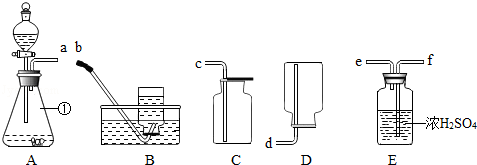 a b c d e f
①
浓H₂SO₄
A B C D E